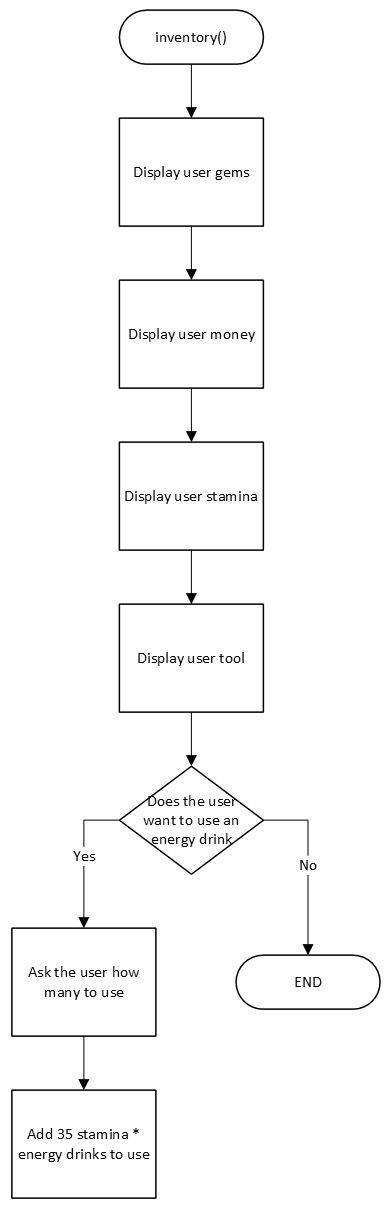 inventory()
Display user gems
Display user money
Display user stamina
Display user tool
Does the user
want to use an
energy drink
Yes
No
Ask the user how
many to use
END
Add 35 stamina *
energy drinks to use